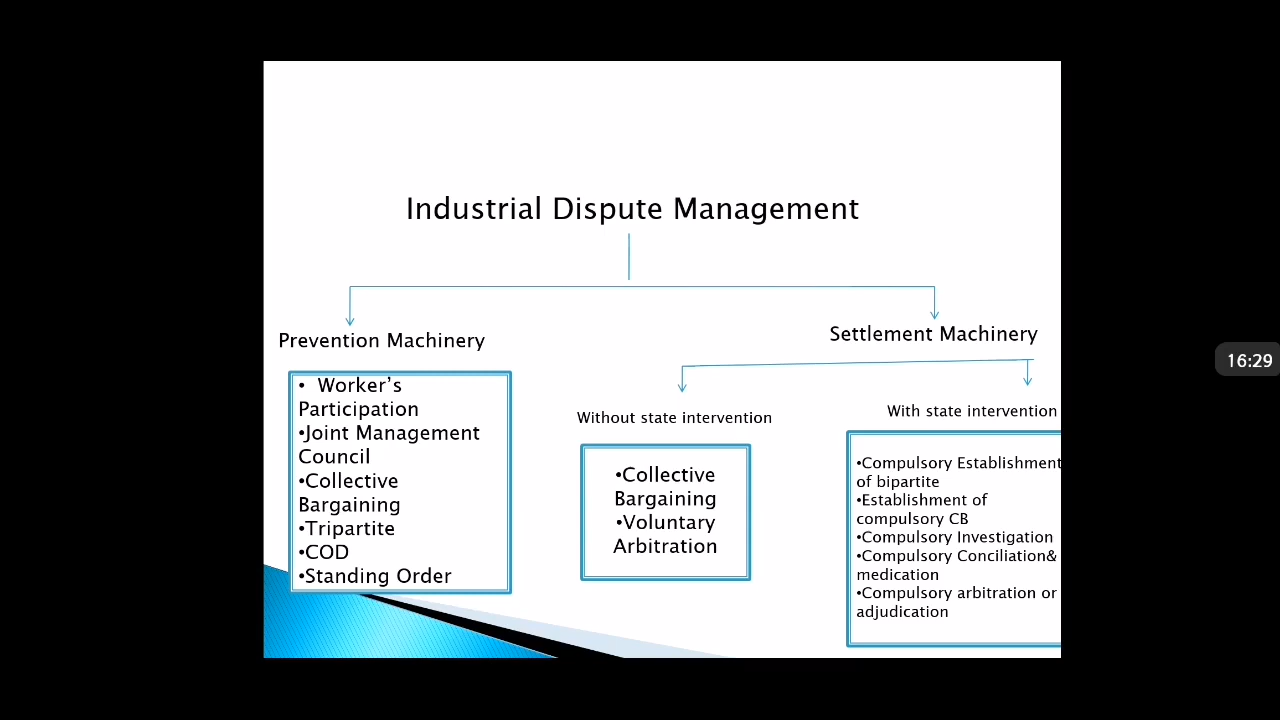 Industrial Dispute Management
Prevention Machinery
• Worker’s
Participation
•Joint Management
Council
•Collective
Bargaining
•Tripartite
•COD
•Standing Order
Settlement Machinery
Without state intervention
•Collective
Bargaining
•Voluntary
Arbitration
With state intervention
•Compulsory Establishment
of bipartite
•Establishment of
compulsory CB
•Compulsory Investigation
•Compulsory Conciliation&
medication
•Compulsory arbitration or
adjudication
16:29